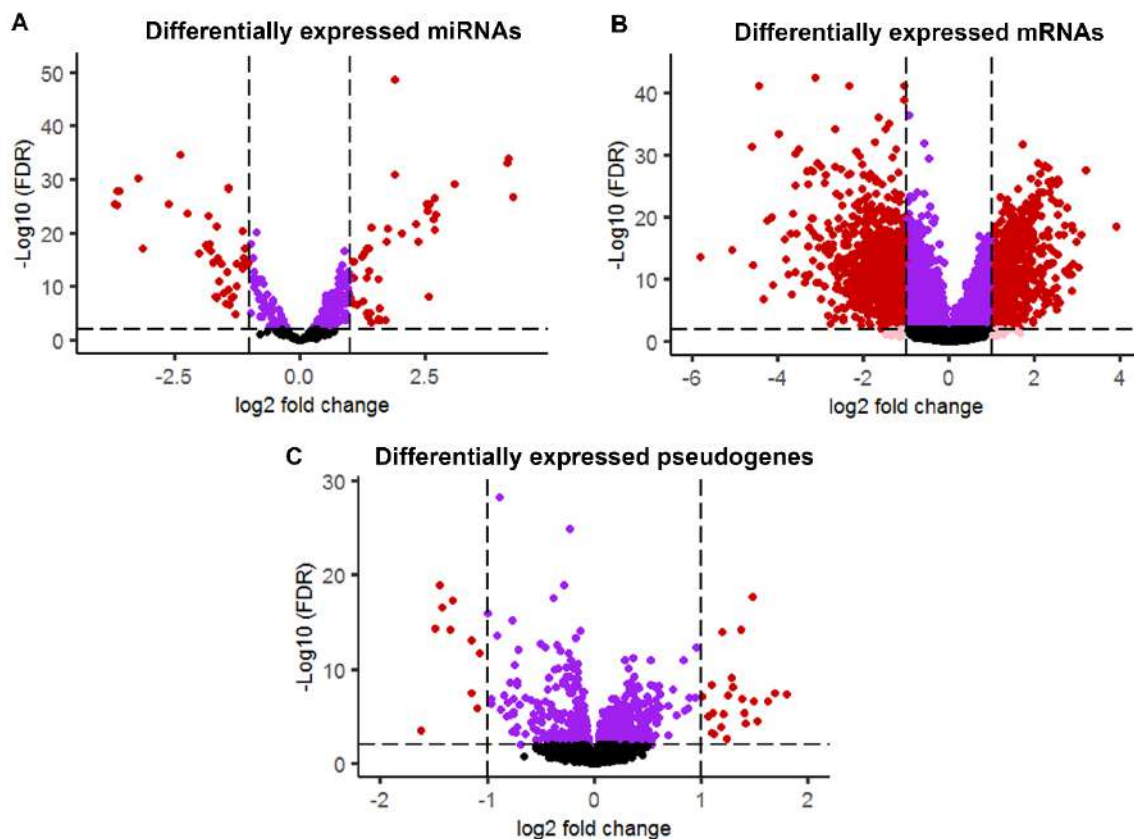 A
Differentially expressed miRNAs
50
40
30
20
10
0
-Log10 (FDR)
-2.5
0.0
2.5
log2 fold change
B
Differentially expressed mRNAs
40
30
20
10
0
-Log10 (FDR)
-6
-4
-2
0
2
4
log2 fold change
C
Differentially expressed pseudogenes
30
20
10
0
-Log10 (FDR)
-2
-1
0
1
2
log2 fold change